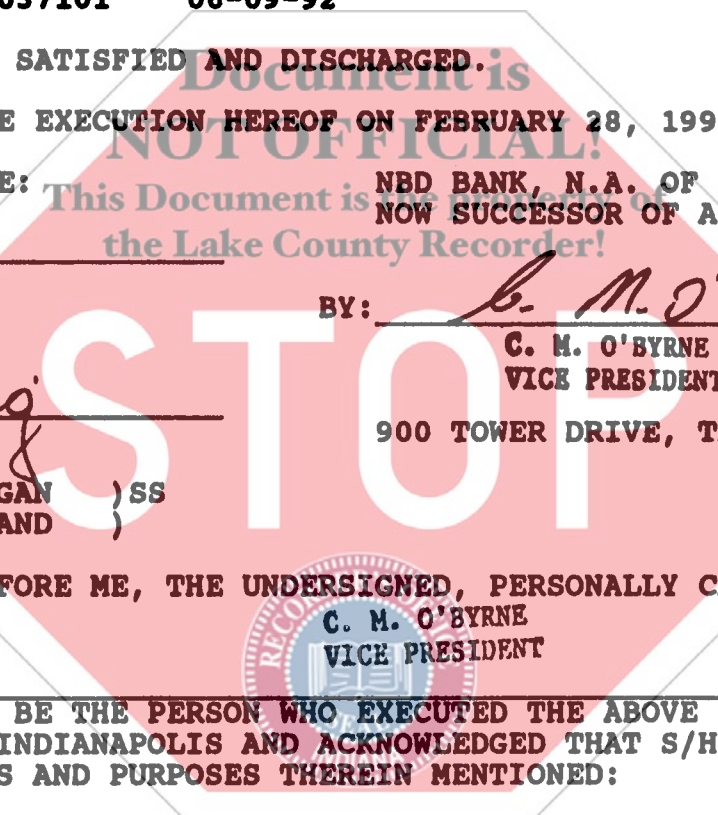 037101 06-09-92
SATISFIED AND DISCHARGED.
Document is
E EXECUTION HEREOF ON FEBRUARY 28, 199
NOT OFFICIAL!
E: NBD BANK, N.A. OF
This Document is the property of
NOW SUCCESSOR OF A
the Lake County Recorder!
BY: C. M. O'
C. M. O'BYRNE
VICE PRESIDENT
STOP
900 TOWER DRIVE, T
GAN )SS
AND )
FORE ME, THE UNDERSIGNED, PERSONALLY C
C. M. O'BYRNE
VICE PRESIDENT
BE THE PERSON WHO EXECUTED THE ABOVE
INDIANAPOLIS AND ACKNOWLEDGED THAT S/H
S AND PURPOSES THEREIN MENTIONED:
INDIANA